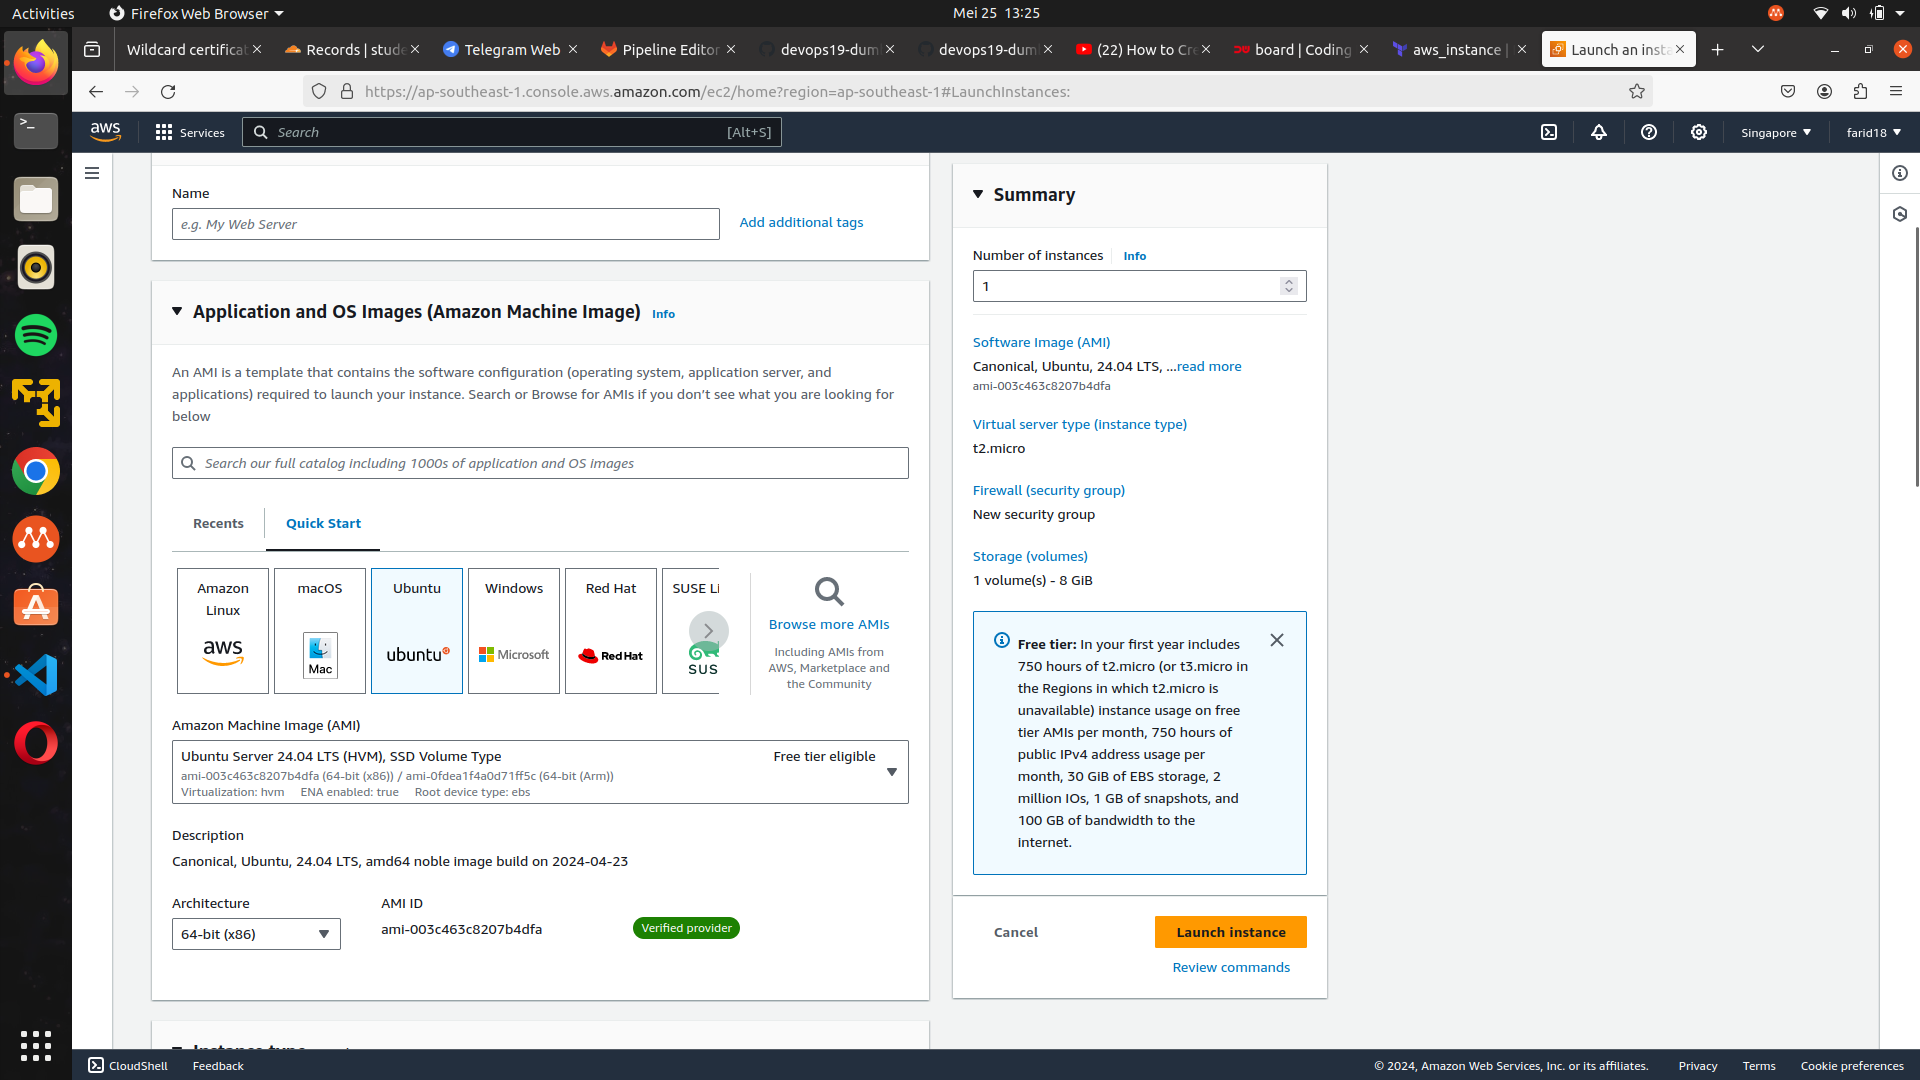 Activities
Firefox Web Browser
Mei 25 13:25
Wildcard certificat
Records | stude
Telegram Web
Pipeline Editor
devops19-dum
devops19-dum
(22) How to Cre
board | Coding
aws_instance |
Launch an insta
https://ap-southeast-1.console.aws.amazon.com/ec2/home?region=ap-southeast-1#LaunchInstances:
aws
Services
Search
[Alt+S]
Singapore
farid18
Name
e.g. My Web Server
Add additional tags
Application and OS Images (Amazon Machine Image) Info
An AMI is a template that contains the software configuration (operating system, application server, and
applications) required to launch your instance. Search or Browse for AMIs if you don't see what you are looking for
below
Search our full catalog including 1000s of application and OS images
Recents
Quick Start
Amazon
Linux
aws
macOS
Mac
Ubuntu
ubuntu
Windows
Microsoft
Red Hat
Red Hat
SUSE LI
SUS
Browse more AMIs
Including AMIs from
AWS, Marketplace and
the Community
Amazon Machine Image (AMI)
Ubuntu Server 24.04 LTS (HVM), SSD Volume Type
Free tier eligible
ami-003c463c8207b4dfa (64-bit (x86)) / ami-0fdea1f4a0d71ff5c (64-bit (Arm))
Virtualization: hvm ENA enabled: true Root device type: ebs
Description
Canonical, Ubuntu, 24.04 LTS, amd64 noble image build on 2024-04-23
Architecture
64-bit (x86)
AMI ID
ami-003c463c8207b4dfa
Verified provider
Summary
Number of instances
Info
1
Software Image (AMI)
Canonical, Ubuntu, 24.04 LTS, ...read more
ami-003c463c8207b4dfa
Virtual server type (instance type)
t2.micro
Firewall (security group)
New security group
Storage (volumes)
1 volume(s) - 8 GiB
Free tier: In your first year includes
750 hours of t2.micro (or t3.micro in
the Regions in which t2.micro is
unavailable) instance usage on free
tier AMIs per month, 750 hours of
public IPv4 address usage per
month, 30 GiB of EBS storage, 2
million IOs, 1 GB of snapshots, and
100 GB of bandwidth to the
internet.
Cancel
Launch instance
Review commands
CloudShell
Feedback
© 2024, Amazon Web Services, Inc. or its affiliates.
Privacy
Terms
Cookie preferences